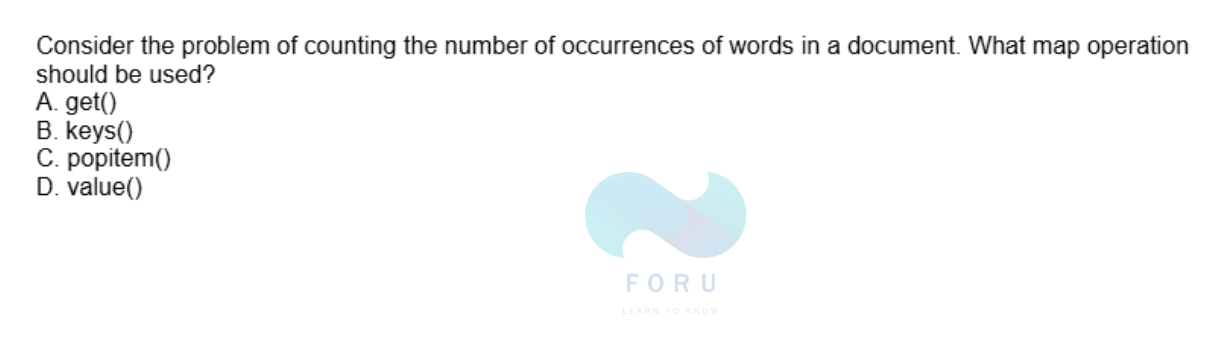 Consider the problem of counting the number of occurrences of words in a document. What map operation
should be used?
A. get()
B. keys()
C. popitem()
D. value()
FORU
LEARN TO KNOW